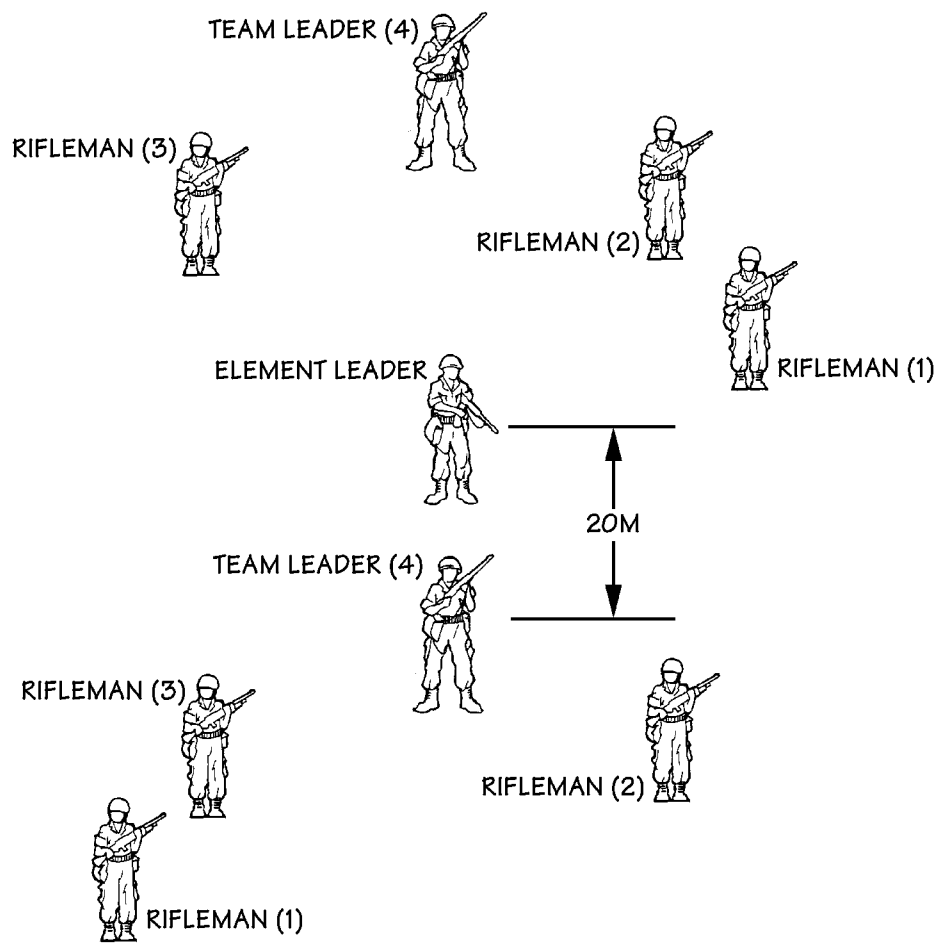 TEAM LEADER (4)
RIFLEMAN (3)
RIFLEMAN (2)
ELEMENT LEADER
RIFLEMAN (1)
20M
TEAM LEADER (4)
RIFLEMAN (3)
RIFLEMAN (2)
RIFLEMAN (1)